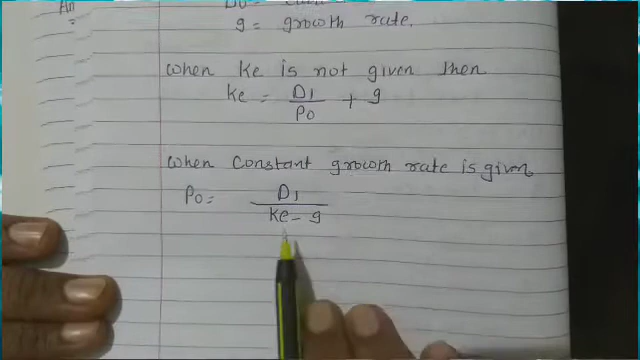 An
g = growth rate.
When ke is not given then
ke = D1 / P0 + g
When constant growth rate is given
P0 = D1 / ke - g